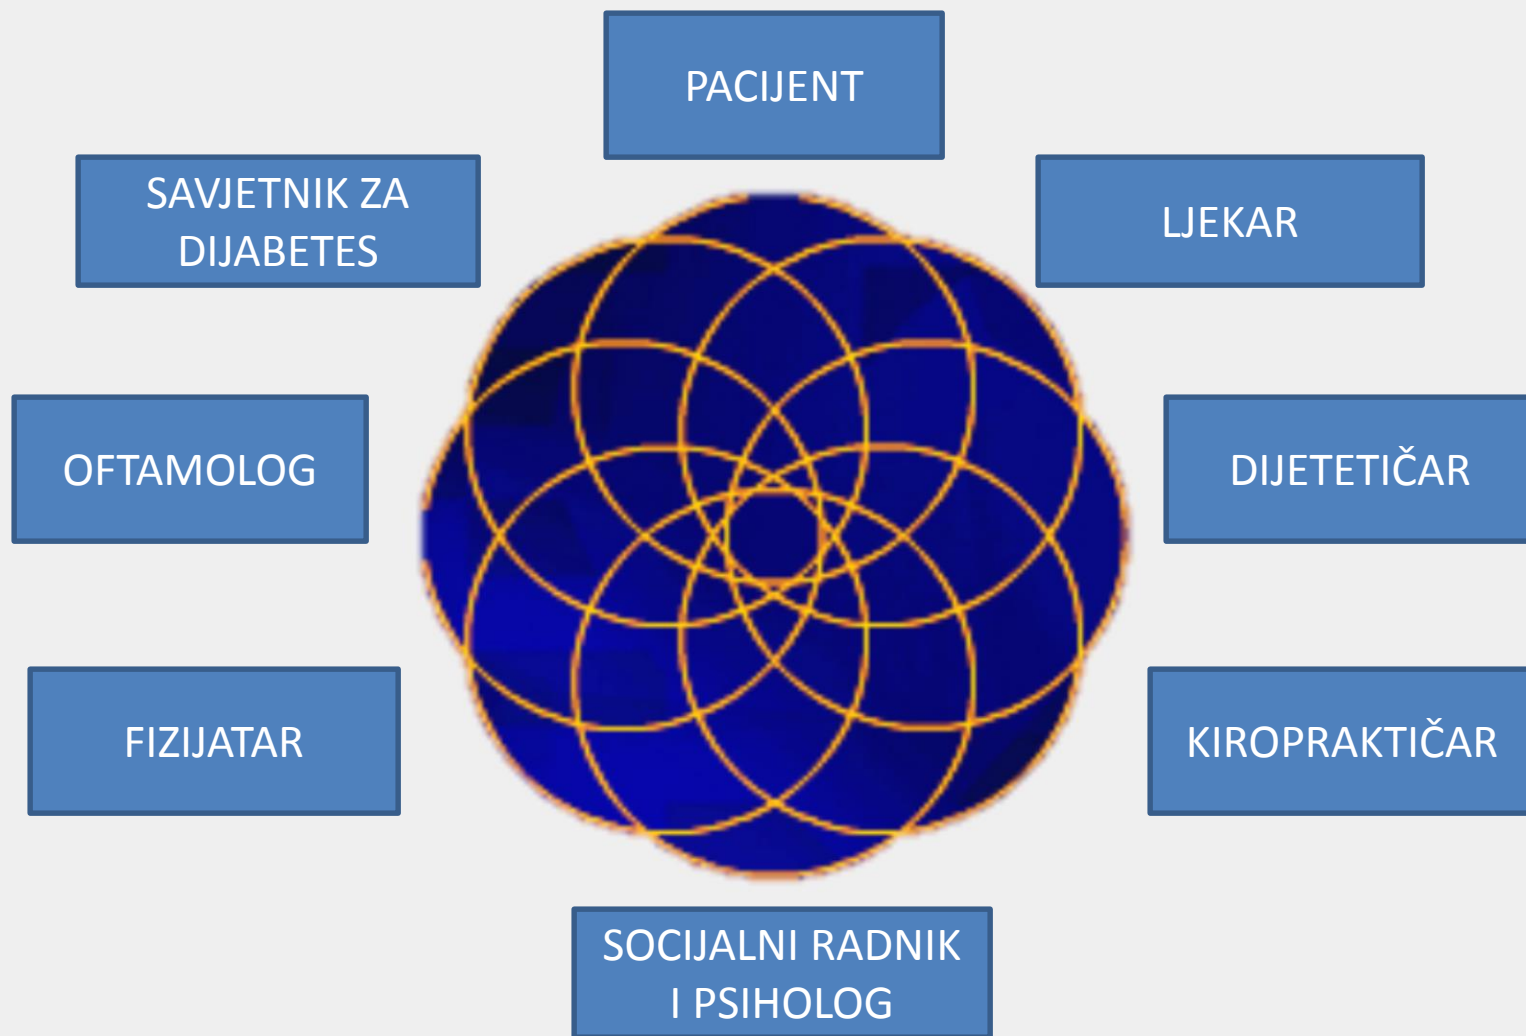 PACIJENT
SAVJETNIK ZA
DIJABETES
LJEKAR
OFTAMOLOG
DIJETETIČAR
FIZIJATAR
KIROPRAKTIČAR
SOCIJALNI RADNIK
I PSIHOLOG